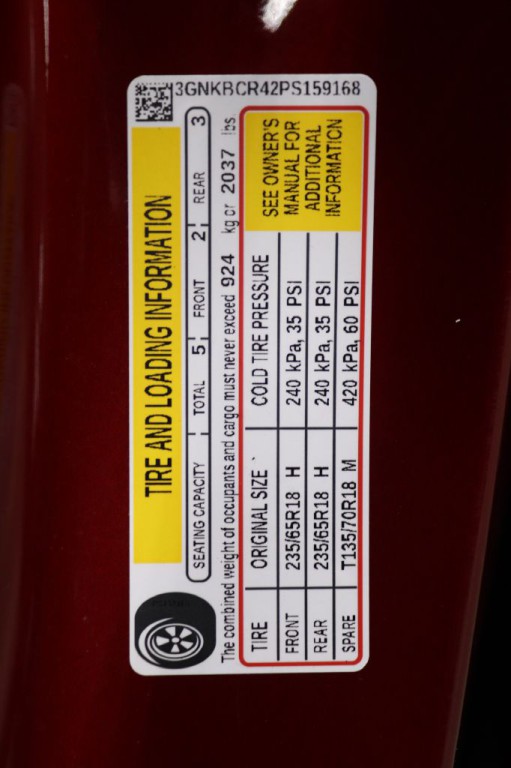 3GNKBCR42PS159168
TIRE AND LOADING INFORMATION
SEATING CAPACITY TOTAL 5 FRONT 2 REAR 3
The combined weight of occupants and cargo must never exceed 924 kg or 2037 lbs.
TIRE ORIGINAL SIZE COLD TIRE PRESSURE
FRONT 235/65R18 H 240 kPa, 35 PSI
REAR 235/65R18 H 240 kPa, 35 PSI
SPARE T135/70R18 M 420 kPa, 60 PSI
SEE OWNER'S
MANUAL FOR
ADDITIONAL
INFORMATION